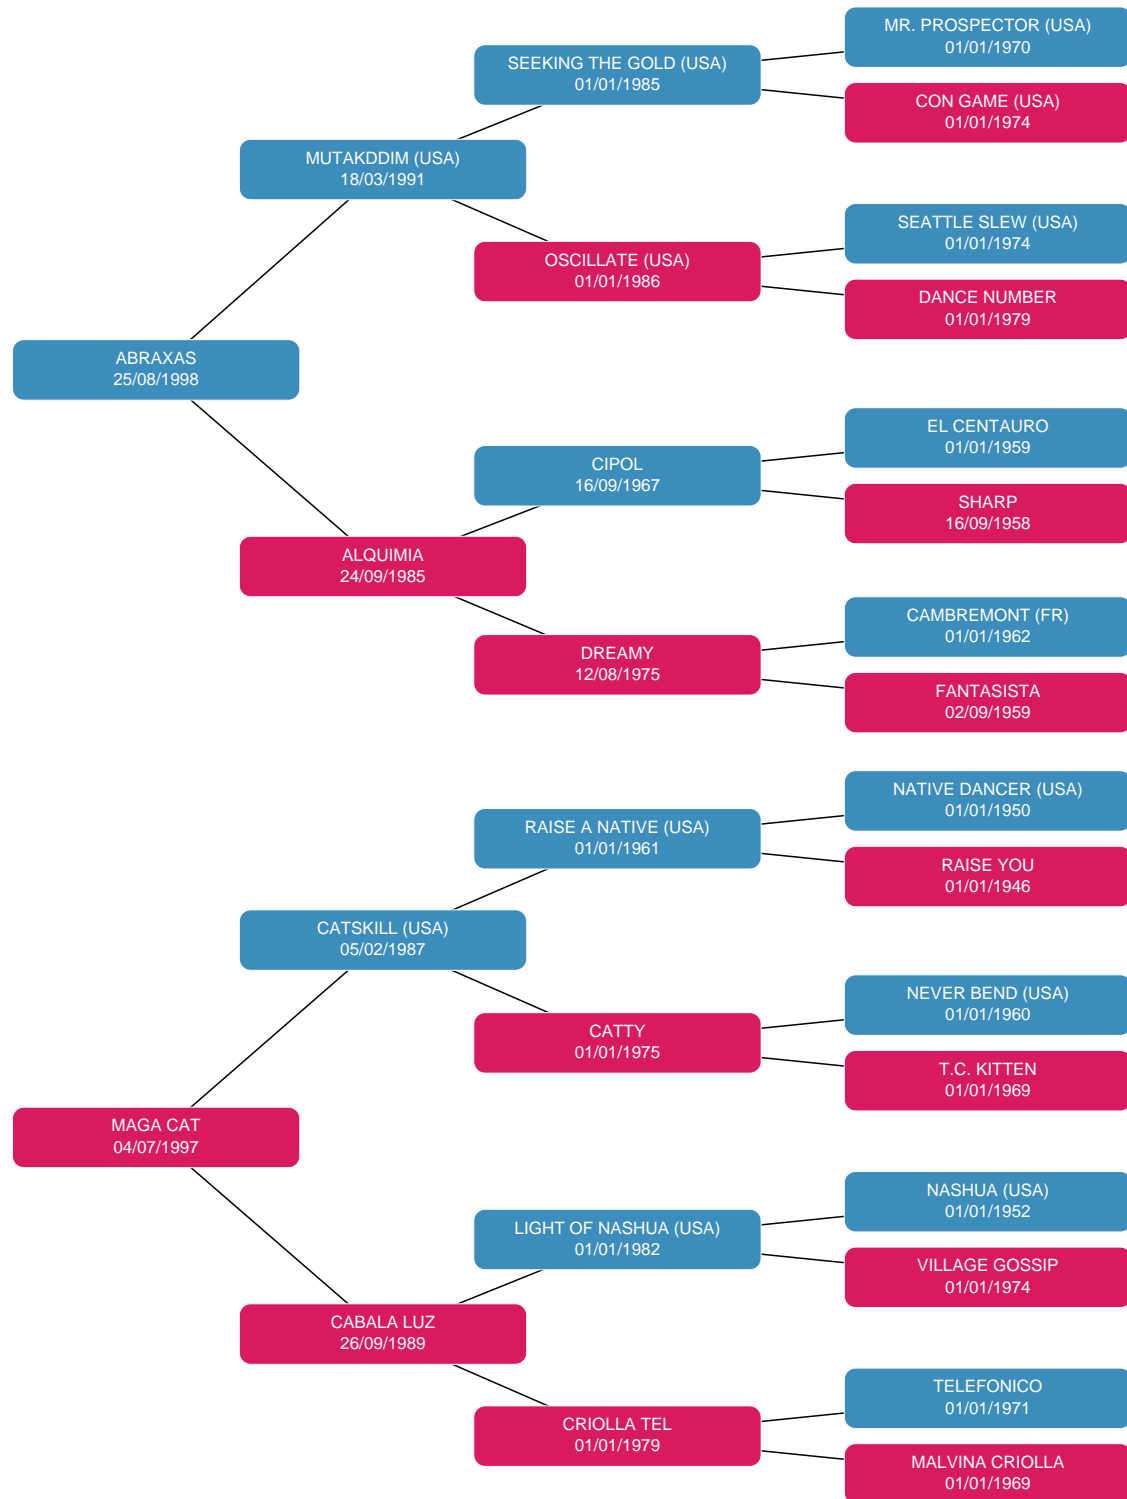 MR. PROSPECTOR (USA)
01/01/1970
SEEKING THE GOLD (USA)
01/01/1985
CON GAME (USA)
01/01/1974
MUTAKDDIM (USA)
18/03/1991
SEATTLE SLEW (USA)
01/01/1974
OSCILLATE (USA)
01/01/1986
DANCE NUMBER
01/01/1979
ABRAXAS
25/08/1998
EL CENTAURO
01/01/1959
CIPOL
16/09/1967
SHARP
16/09/1958
ALQUIMIA
24/09/1985
CAMBREMONT (FR)
01/01/1962
DREAMY
12/08/1975
FANTASISTA
02/09/1959
NATIVE DANCER (USA)
01/01/1950
RAISE A NATIVE (USA)
01/01/1961
RAISE YOU
01/01/1946
CATSKILL (USA)
05/02/1987
NEVER BEND (USA)
01/01/1960
CATTY
01/01/1975
T.C. KITTEN
01/01/1969
MAGA CAT
04/07/1997
NASHUA (USA)
01/01/1952
LIGHT OF NASHUA (USA)
01/01/1982
VILLAGE GOSSIP
01/01/1974
CABALA LUZ
26/09/1989
TELEFONICO
01/01/1971
CRIOLLA TEL
01/01/1979
MALVINA CRIOLLA
01/01/1969